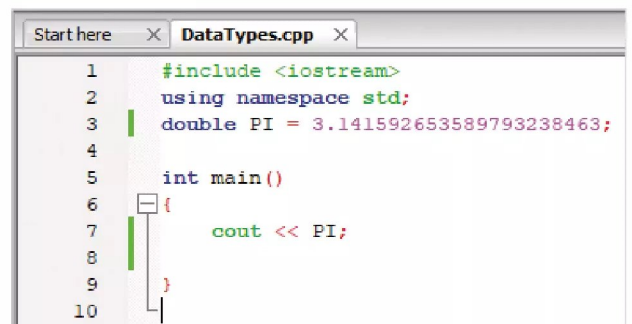 Start here X DataTypes.cpp X
1 #include <iostream>
2 using namespace std;
3 double PI = 3.141592653589793238463;
4
5 int main()
6 {
7 cout << PI;
8
9 }
10